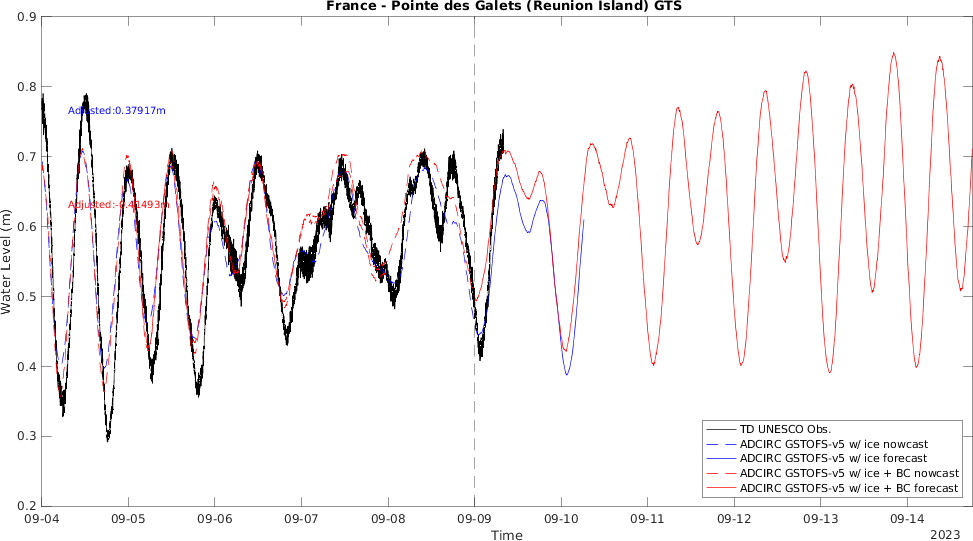 France - Pointe des Galets (Reunion Island) GTS
0.9
0.8
0.7
0.6
0.5
0.4
0.3
0.2
Water Level (m)
Adjusted:0.37917m
TD UNESCO Obs.
ADCIRC GSTOFS-v5 w/ ice nowcast
ADCIRC GSTOFS-v5 w/ ice forecast
ADCIRC GSTOFS-v5 w/ ice + BC nowcast
ADCIRC GSTOFS-v5 w/ ice + BC forecast
09-04 09-05 09-06 09-07 09-08 09-09 09-10 09-11 09-12 09-13 09-14
Time
2023